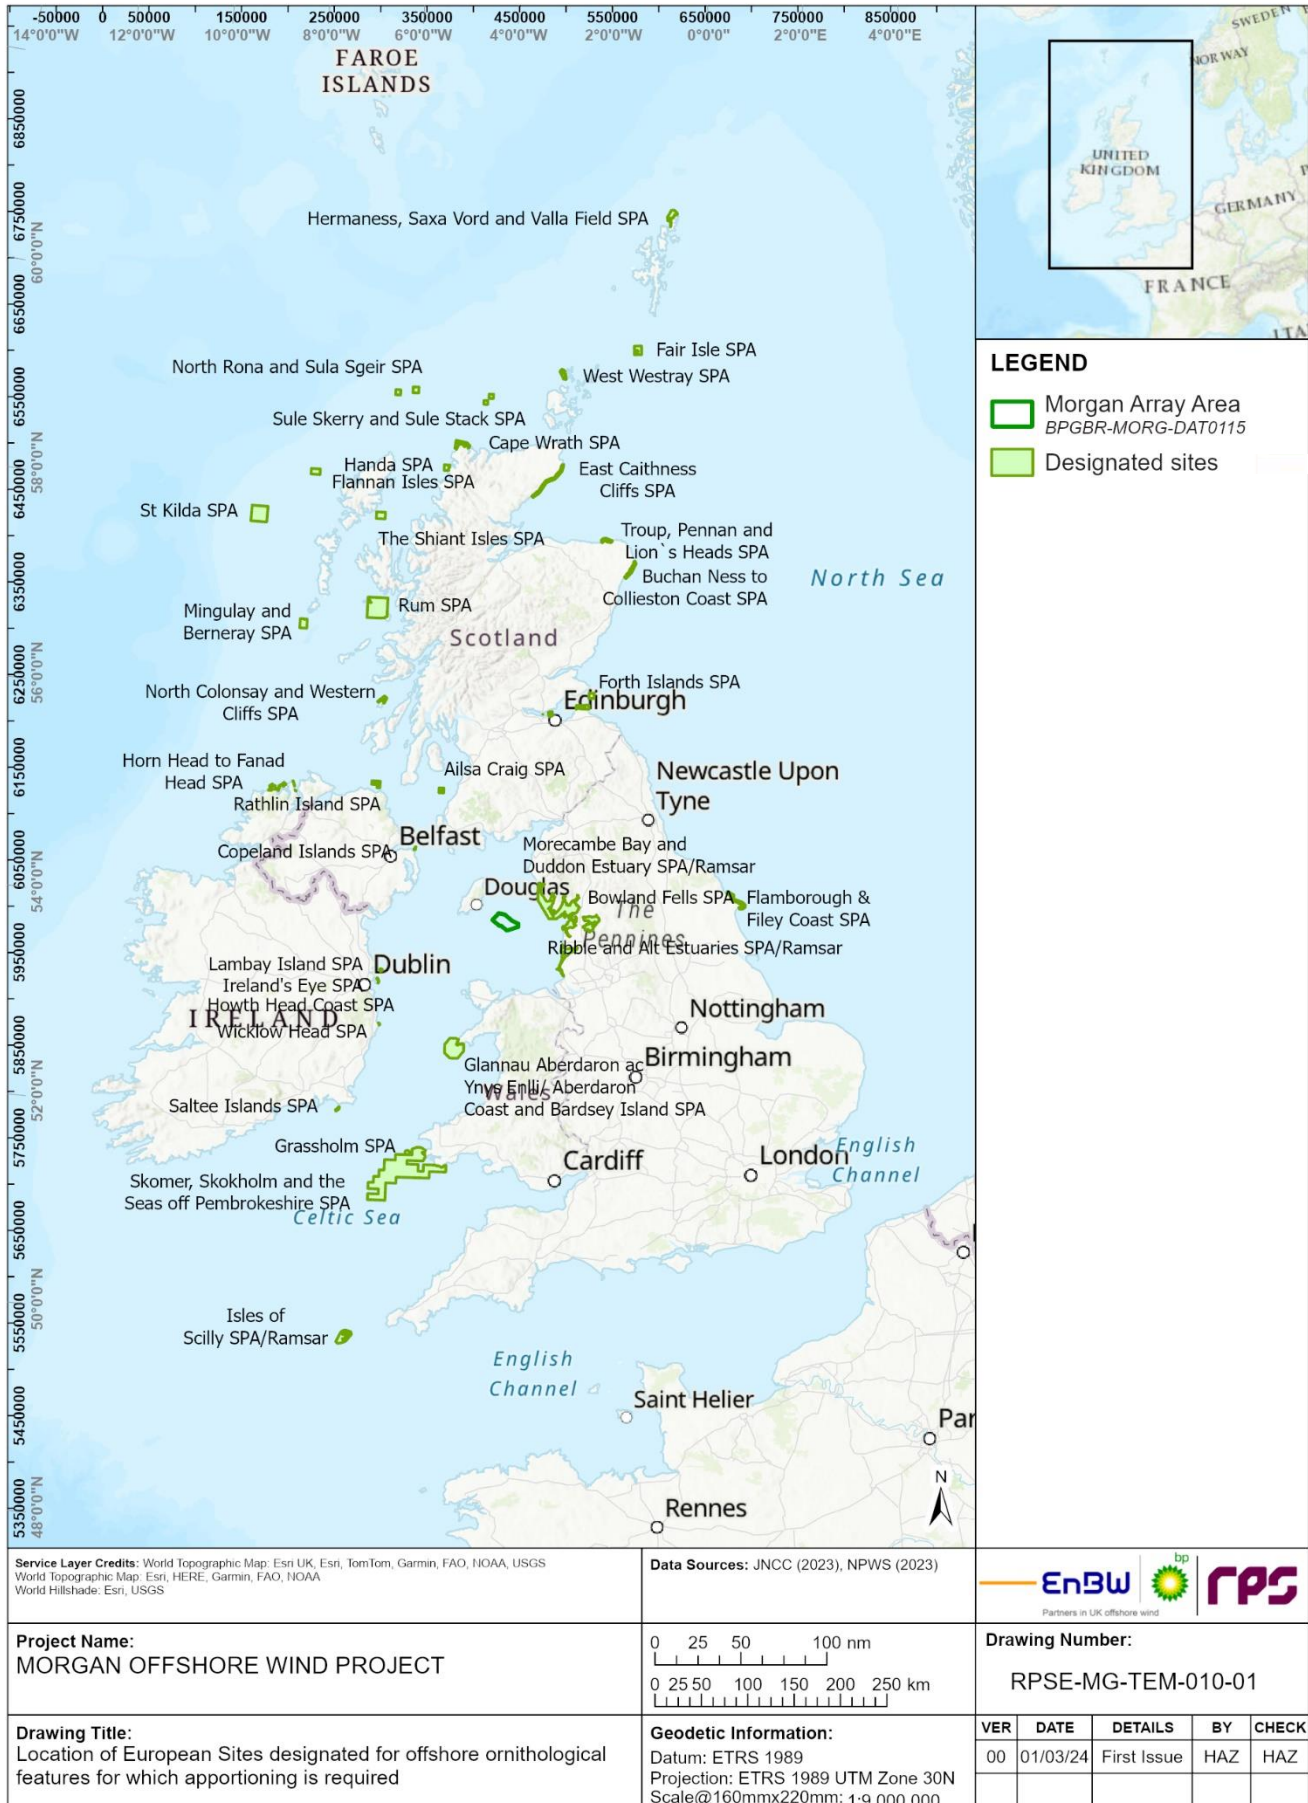 -50000 0 50000 150000 250000 350000 450000 550000 650000 750000 850000
14°0'0"W 12°0'0"W 10°0'0"W 8°0'0"W 6°0'0"W 4°0'0"W 2°0'0"W 0°0'0" 2°0'0"E 4°0'0"E
FAROE
ISLANDS
6850000
6750000
60°0'0"N
6650000
6550000
58°0'0"N
6450000
6350000
56°0'0"N
6250000
6150000
6050000
54°0'0"N
5950000
5850000
52°0'0"N
5750000
5650000
50°0'0"N
5550000
5450000
48°0'0"N
5350000
Hermaness, Saxa Vord and Valla Field SPA
Fair Isle SPA
North Rona and Sula Sgeir SPA
West Westray SPA
Sule Skerry and Sule Stack SPA
Cape Wrath SPA
Handa SPA
Flannan Isles SPA
East Caithness
Cliffs SPA
St Kilda SPA
The Shiant Isles SPA
Troup, Pennan and
Lion`s Heads SPA
Buchan Ness to
Collieston Coast SPA
North Sea
Mingulay and
Berneray SPA
Rum SPA
Scotland
North Colonsay and Western
Cliffs SPA
Forth Islands SPA
Edinburgh
Horn Head to Fanad
Head SPA
Ailsa Craig SPA
Rathlin Island SPA
Newcastle Upon
Tyne
Belfast
Copeland Islands SPA
Morecambe Bay and
Duddon Estuary SPA/Ramsar
Douglas
Bowland Fells SPA
Flamborough &
Filey Coast SPA
The
Pennines
Ribble and Alt Estuaries SPA/Ramsar
Lambay Island SPA
Dublin
Ireland's Eye SPA
Howth Head Coast SPA
IRELAND
Wicklow Head SPA
Nottingham
Birmingham
Glannau Aberdaron ac
Ynys Enlli/ Aberdaron
Coast and Bardsey Island SPA
Wales
Saltee Islands SPA
Grassholm SPA
Cardiff
London
English
Channel
Skomer, Skokholm and the
Seas off Pembrokeshire SPA
Celtic Sea
Isles of
Scilly SPA/Ramsar
English
Channel
Saint Helier
Par
Rennes
N
SWEDEN
NORWAY
UNITED
KINGDOM
GERMANY
FRANCE
ITA
LEGEND
Morgan Array Area
BPGBR-MORG-DAT0115
Designated sites
Service Layer Credits: World Topographic Map: Esri UK, Esri, TomTom, Garmin, FAO, NOAA, USGS
World Topographic Map: Esri, HERE, Garmin, FAO, NOAA
World Hillshade: Esri, USGS
Data Sources: JNCC (2023), NPWS (2023)
EnBW
bp
rps
Partners in UK offshore wind
Project Name:
MORGAN OFFSHORE WIND PROJECT
0 25 50 100 nm
0 25 50 100 150 200 250 km
Drawing Number:
RPSE-MG-TEM-010-01
Drawing Title:
Location of European Sites designated for offshore ornithological
features for which apportioning is required
Geodetic Information:
Datum: ETRS 1989
Projection: ETRS 1989 UTM Zone 30N
Scale@160mmx220mm: 1:9,000,000
VER DATE DETAILS BY CHECK
00 01/03/24 First Issue HAZ HAZ